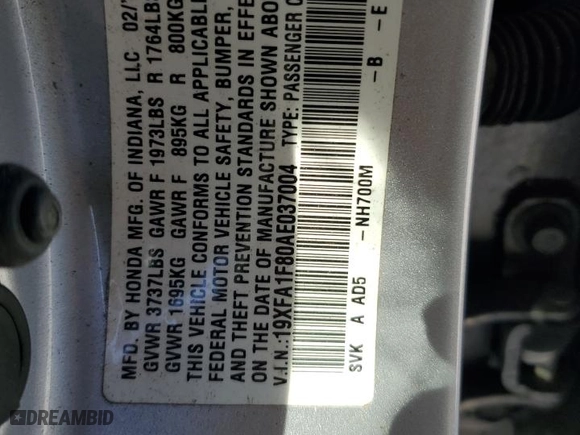 MFD. BY HONDA MFG. OF INDIANA, LLC 02/
GVWR 3737LBS GAWR F 1973LBS R 1764LBS
GVWR 1695KG GAWR F 895KG R 800KG
THIS VEHICLE CONFORMS TO ALL APPLICABLE
FEDERAL MOTOR VEHICLE SAFETY, BUMPER,
AND THEFT PREVENTION STANDARDS IN EFFE
ON THE DATE OF MANUFACTURE SHOWN ABO
V.I.N.:19XFA1F80AE037004 TYPE: PASSENGER C
SVK A AD5 -NH700M -B -E
DREAMBID